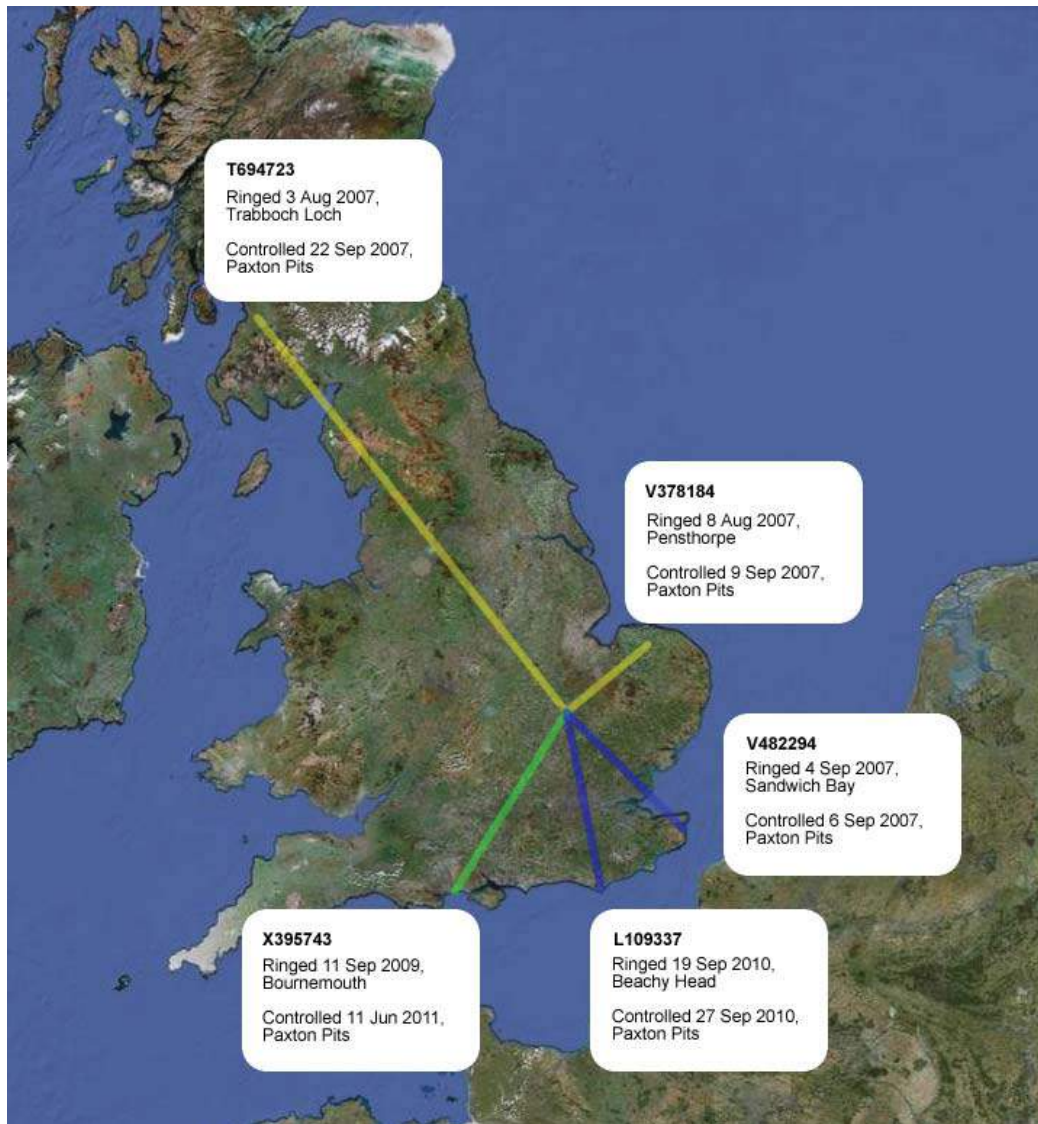 T694723
Ringed 3 Aug 2007,
Trabboch Loch
Controlled 22 Sep 2007,
Paxton Pits
V378184
Ringed 8 Aug 2007,
Pensthorpe
Controlled 9 Sep 2007,
Paxton Pits
V482294
Ringed 4 Sep 2007,
Sandwich Bay
Controlled 6 Sep 2007,
Paxton Pits
X395743
Ringed 11 Sep 2009,
Bournemouth
Controlled 11 Jun 2011,
Paxton Pits
L109337
Ringed 19 Sep 2010,
Beachy Head
Controlled 27 Sep 2010,
Paxton Pits